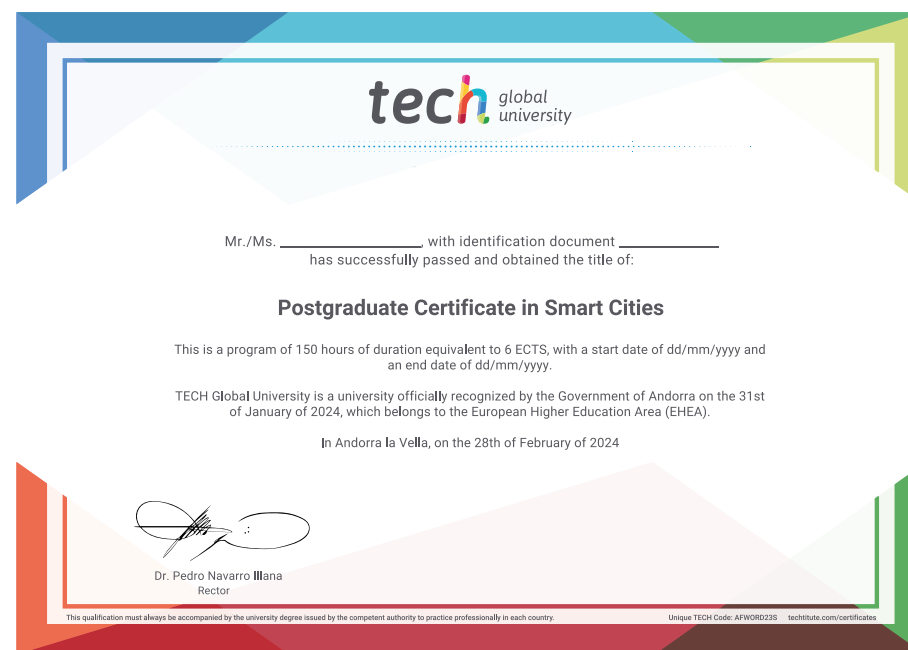 tech global university
Mr./Ms. ____________, with identification document ____________
has successfully passed and obtained the title of:
Postgraduate Certificate in Smart Cities
This is a program of 150 hours of duration equivalent to 6 ECTS, with a start date of dd/mm/yyyy and
an end date of dd/mm/yyyy.
TECH Global University is a university officially recognized by the Government of Andorra on the 31st
of January of 2024, which belongs to the European Higher Education Area (EHEA).
In Andorra la Vella, on the 28th of February of 2024
Dr. Pedro Navarro Illana
Rector
This qualification must always be accompanied by the university degree issued by the competent authority to practice professionally in each country.
Unique TECH Code: AFWORD23S techtitute.com/certificates